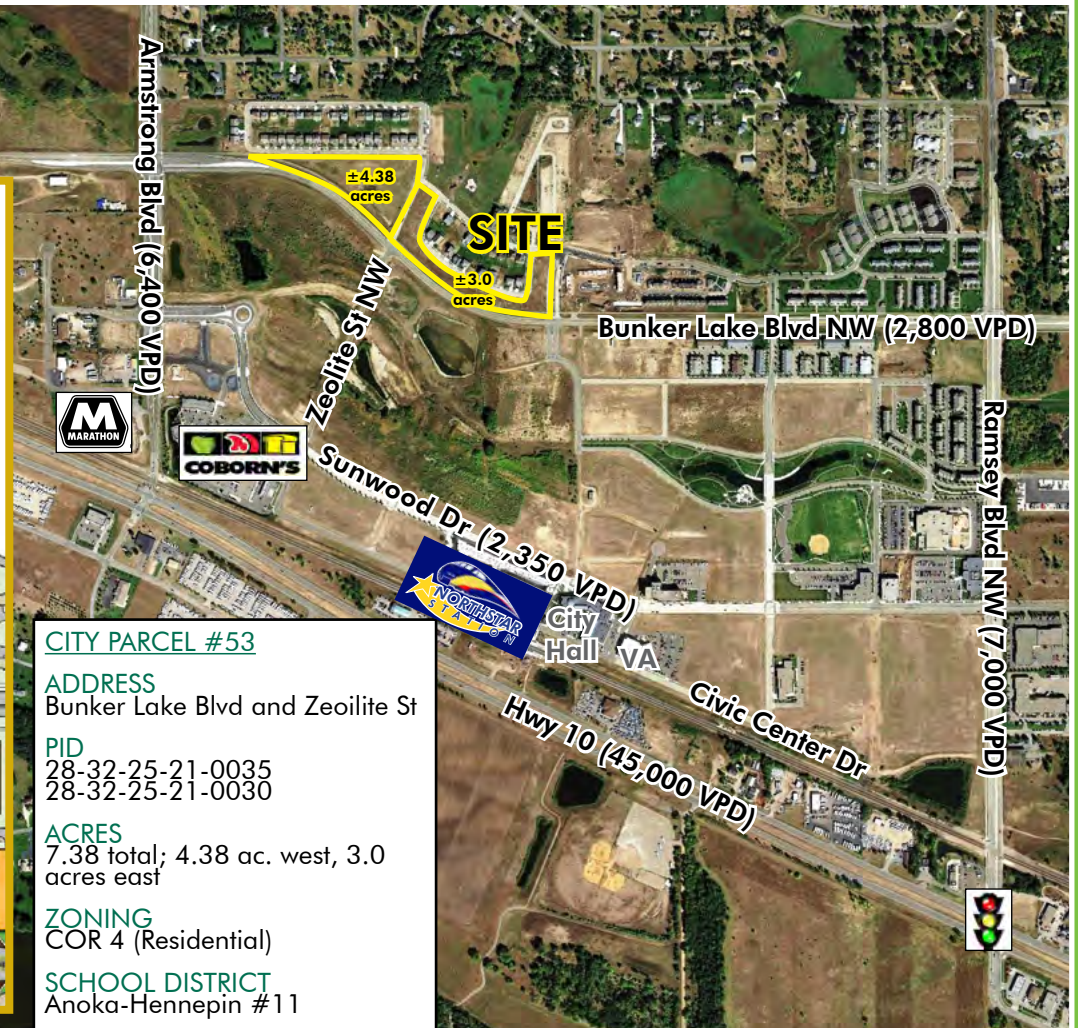 Armstrong Blvd (6,400 VPD)
±4.38
acres
SITE
±3.0
acres
Zeolite St NW
Bunker Lake Blvd NW (2,800 VPD)
M
MARATHON
COBORN'S
Sunwood Dr (2,350 VPD)
Ramsey Blvd NW (7,000 VPD)
NORTHSTAR
STATION
City
Hall
VA
Civic Center Dr
Hwy 10 (45,000 VPD)
CITY PARCEL #53
ADDRESS
Bunker Lake Blvd and Zeoilite St
PID
28-32-25-21-0035
28-32-25-21-0030
ACRES
7.38 total; 4.38 ac. west, 3.0
acres east
ZONING
COR 4 (Residential)
SCHOOL DISTRICT
Anoka-Hennepin #11